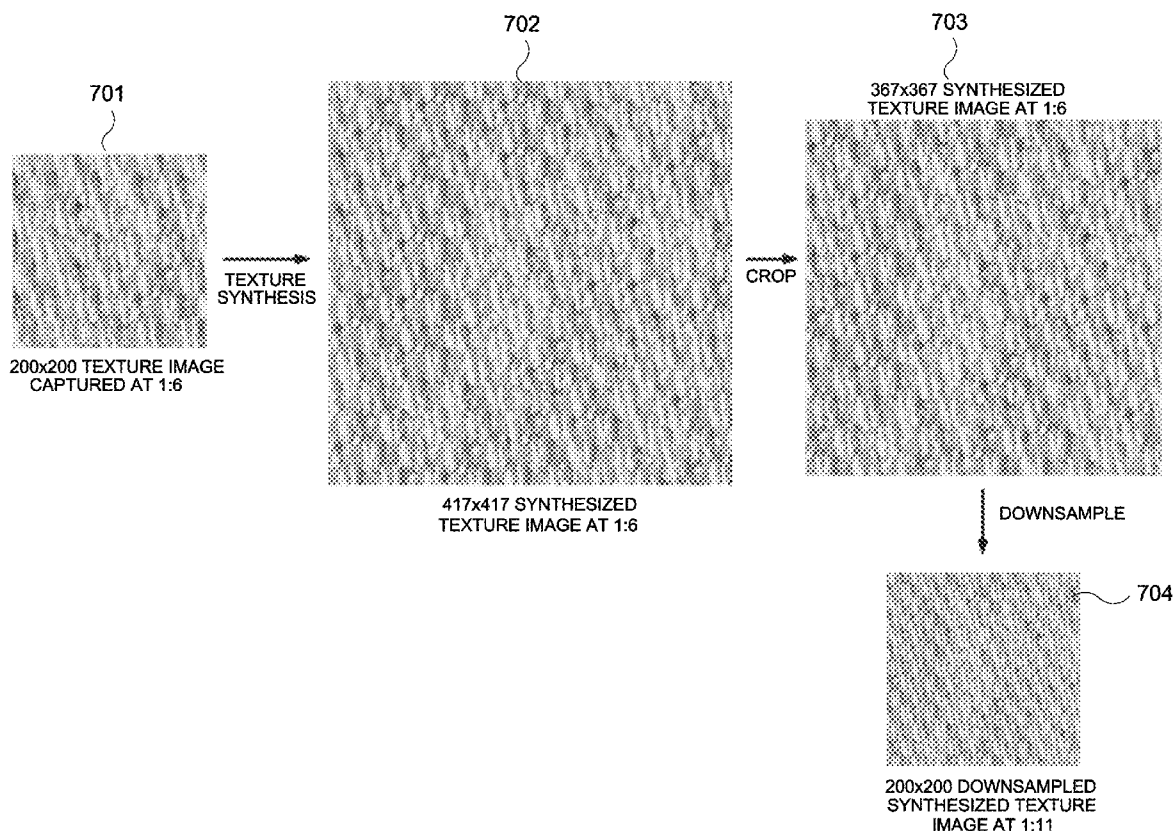 701
702
703
367x367 SYNTHESIZED
TEXTURE IMAGE AT 1:6
TEXTURE
SYNTHESIS
CROP
200x200 TEXTURE IMAGE
CAPTURED AT 1:6
417x417 SYNTHESIZED
TEXTURE IMAGE AT 1:6
DOWNSAMPLE
704
200x200 DOWNSAMPLED
SYNTHESIZED TEXTURE
IMAGE AT 1:11